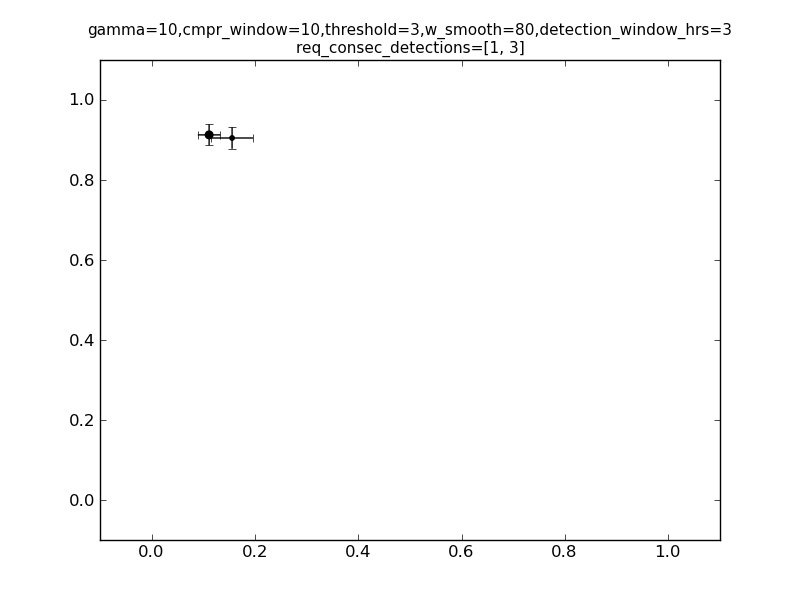 gamma=10,cmpr_window=10,threshold=3,w_smooth=80,detection_window_hrs=3
req_consec_detections=[1, 3]
1.0
0.8
0.6
0.4
0.2
0.0
0.0 0.2 0.4 0.6 0.8 1.0